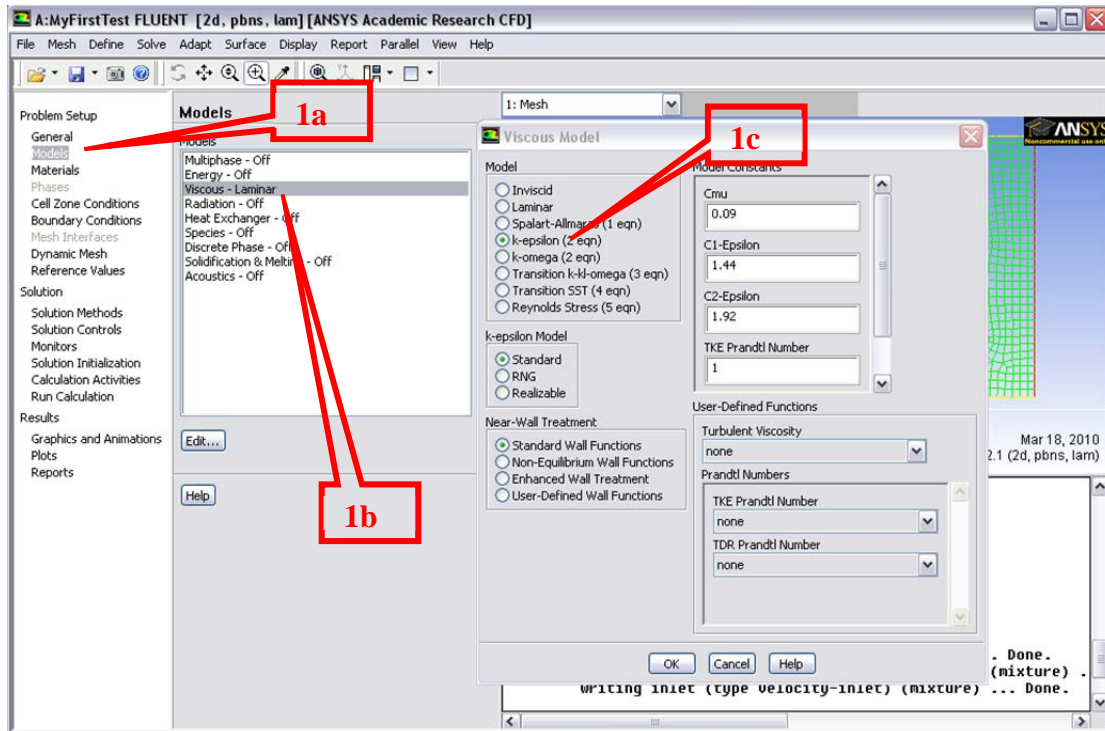 A:MyFirstTest FLUENT [2d, pbns, lam] [ANSYS Academic Research CFD]
File Mesh Define Solve Adapt Surface Display Report Parallel View Help
Problem Setup
General
Models
Materials
Phases
Cell Zone Conditions
Boundary Conditions
Mesh Interfaces
Dynamic Mesh
Reference Values
Solution
Solution Methods
Solution Controls
Monitors
Solution Initialization
Calculation Activities
Run Calculation
Results
Graphics and Animations
Plots
Reports
Models
1a
Models
Multiphase - Off
Energy - Off
Viscous - Laminar
Radiation - Off
Heat Exchanger - Off
Species - Off
Discrete Phase - Off
Solidification & Melting - Off
Acoustics - Off
Edit...
Help
1b
1: Mesh
ANSYS
Noncommercial use only
Viscous Model
1c
Model
Inviscid
Laminar
Spalart-Allmaras (1 eqn)
k-epsilon (2 eqn)
k-omega (2 eqn)
Transition k-kl-omega (3 eqn)
Transition SST (4 eqn)
Reynolds Stress (5 eqn)
k-epsilon Model
Standard
RNG
Realizable
Near-Wall Treatment
Standard Wall Functions
Non-Equilibrium Wall Functions
Enhanced Wall Treatment
User-Defined Wall Functions
Model Constants
Cmu
0.09
C1-Epsilon
1.44
C2-Epsilon
1.92
TKE Prandtl Number
1
User-Defined Functions
Turbulent Viscosity
none
Prandtl Numbers
TKE Prandtl Number
none
TDR Prandtl Number
none
OK Cancel Help
Mar 18, 2010
2.1 (2d, pbns, lam)
. Done.
(mixture) .
writing inlet (type velocity-inlet) (mixture) ... Done.